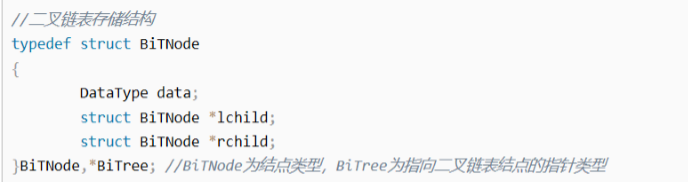 //二叉链表存储结构
typedef struct BiTNode
{
        DataType data;
        struct BiTNode *lchild;
        struct BiTNode *rchild;
}BiTNode,*BiTree; //BiTNode为结点类型，BiTree为指向二叉链表结点的指针类型